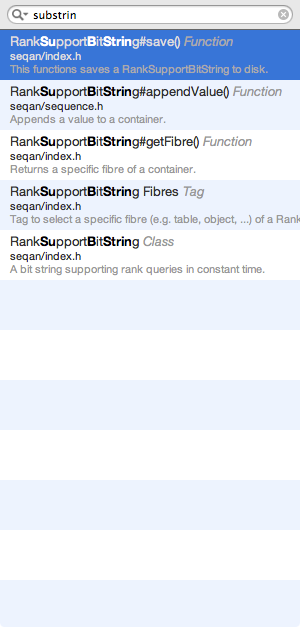 substrin
RankSupportBitString#save() Function
seqan/index.h
This functions saves a RankSupportBitString to disk.
RankSupportBitString#appendValue() Function
seqan/sequence.h
Appends a value to a container.
RankSupportBitString#getFibre() Function
seqan/index.h
Returns a specific fibre of a container.
RankSupportBitString Fibres Tag
seqan/index.h
Tag to select a specific fibre (e.g. table, object, ...) of a Rank
RankSupportBitString Class
seqan/index.h
A bit string supporting rank queries in constant time.